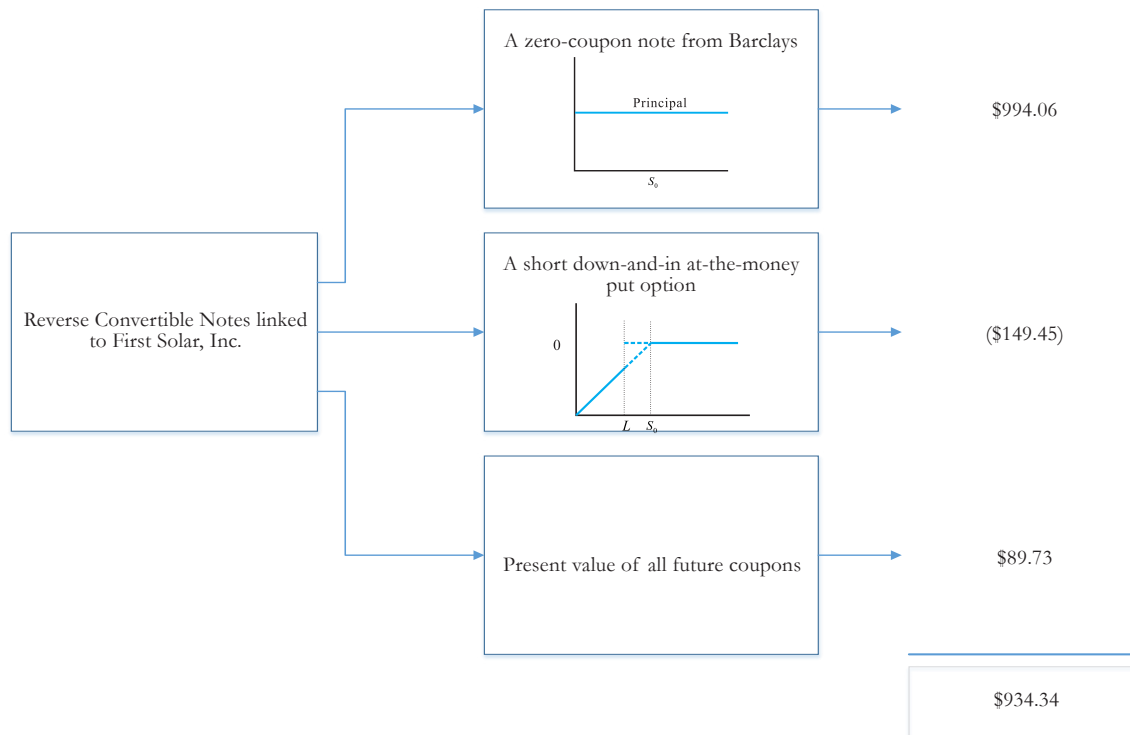 A zero-coupon note from Barclays
Principal
S₀
$994.06
Reverse Convertible Notes linked
to First Solar, Inc.
A short down-and-in at-the-money
put option
0
L S₀
($149.45)
Present value of all future coupons
$89.73
$934.34